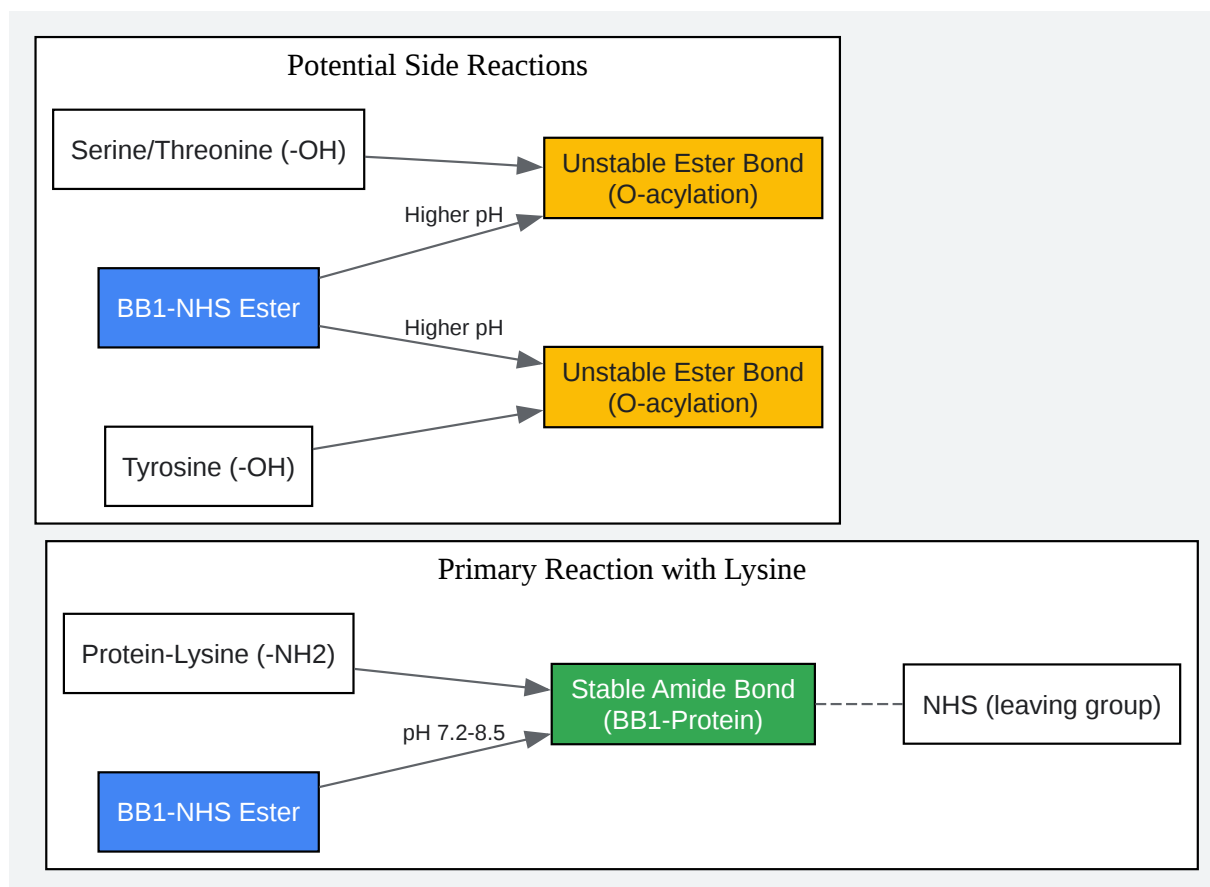 Potential Side Reactions
Serine/Threonine (-OH)
Unstable Ester Bond
(O-acylation)
Higher pH
BB1-NHS Ester
Higher pH
Unstable Ester Bond
(O-acylation)
Tyrosine (-OH)
Primary Reaction with Lysine
Protein-Lysine (-NH2)
Stable Amide Bond
(BB1-Protein)
NHS (leaving group)
pH 7.2-8.5
BB1-NHS Ester